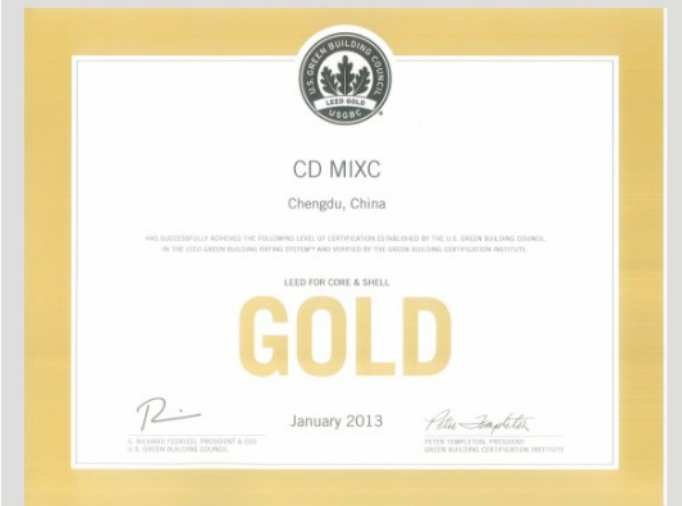 U.S. GREEN BUILDING COUNCIL
LEED GOLD
USGBC
CD MIXC
Chengdu, China
HAS SUCCESSFULLY ACHIEVED THE FOLLOWING LEVEL OF CERTIFICATION ESTABLISHED BY THE U.S. GREEN BUILDING COUNCIL
IN THE LEED GREEN BUILDING RATING SYSTEM™ AND VERIFIED BY THE GREEN BUILDING CERTIFICATION INSTITUTE.
LEED FOR CORE & SHELL
GOLD
January 2013
Peter Templeton
S. RICHARD FEDRIZZI, PRESIDENT & CEO
U.S. GREEN BUILDING COUNCIL
PETER TEMPLETON, PRESIDENT
GREEN BUILDING CERTIFICATION INSTITUTE